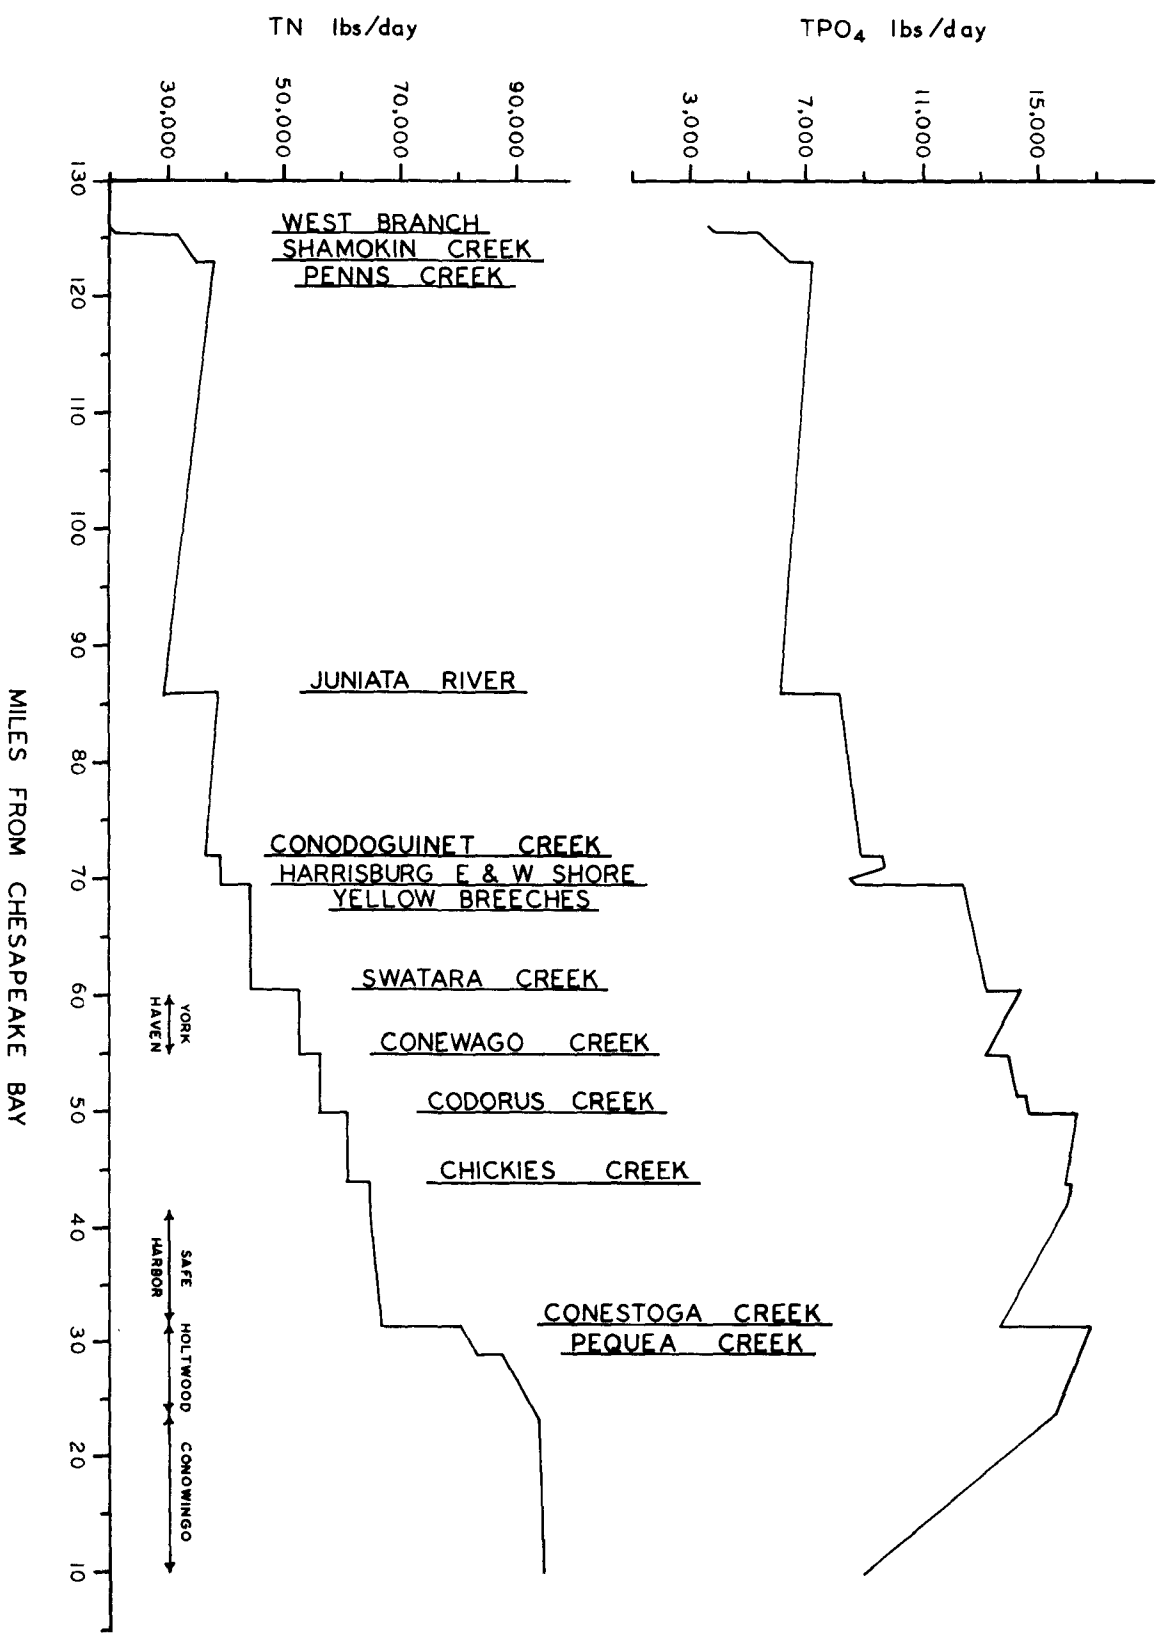 TN lbs/day
TPO4 lbs/day
30,000
50,000
70,000
90,000
3,000
7,000
11,000
15,000
130
120
110
100
90
80
70
60
50
40
30
20
10
WEST BRANCH
SHAMOKIN CREEK
PENNS CREEK
JUNIATA RIVER
CONODOGUINET CREEK
HARRISBURG E & W SHORE
YELLOW BREECHES
SWATARA CREEK
CONEWAGO CREEK
CODORUS CREEK
CHICKIES CREEK
CONESTOGA CREEK
PEQUEA CREEK
YORK
HAVEN
SAFE
HARBOR
HOLTWOOD
CONOWINGO
MILES FROM CHESAPEAKE BAY